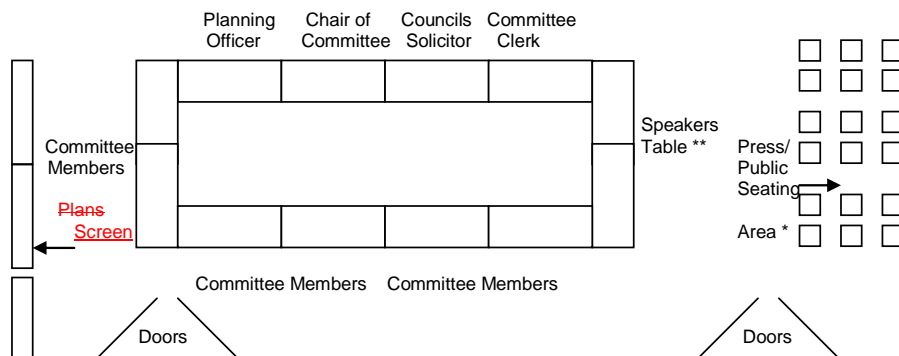 Planning Chair of Councils Committee
Officer Committee Solicitor Clerk
Committee
Members
Speakers
Table **
Press/
Public
Seating
Area *
Plans
Screen
Committee Members Committee Members
Doors Doors